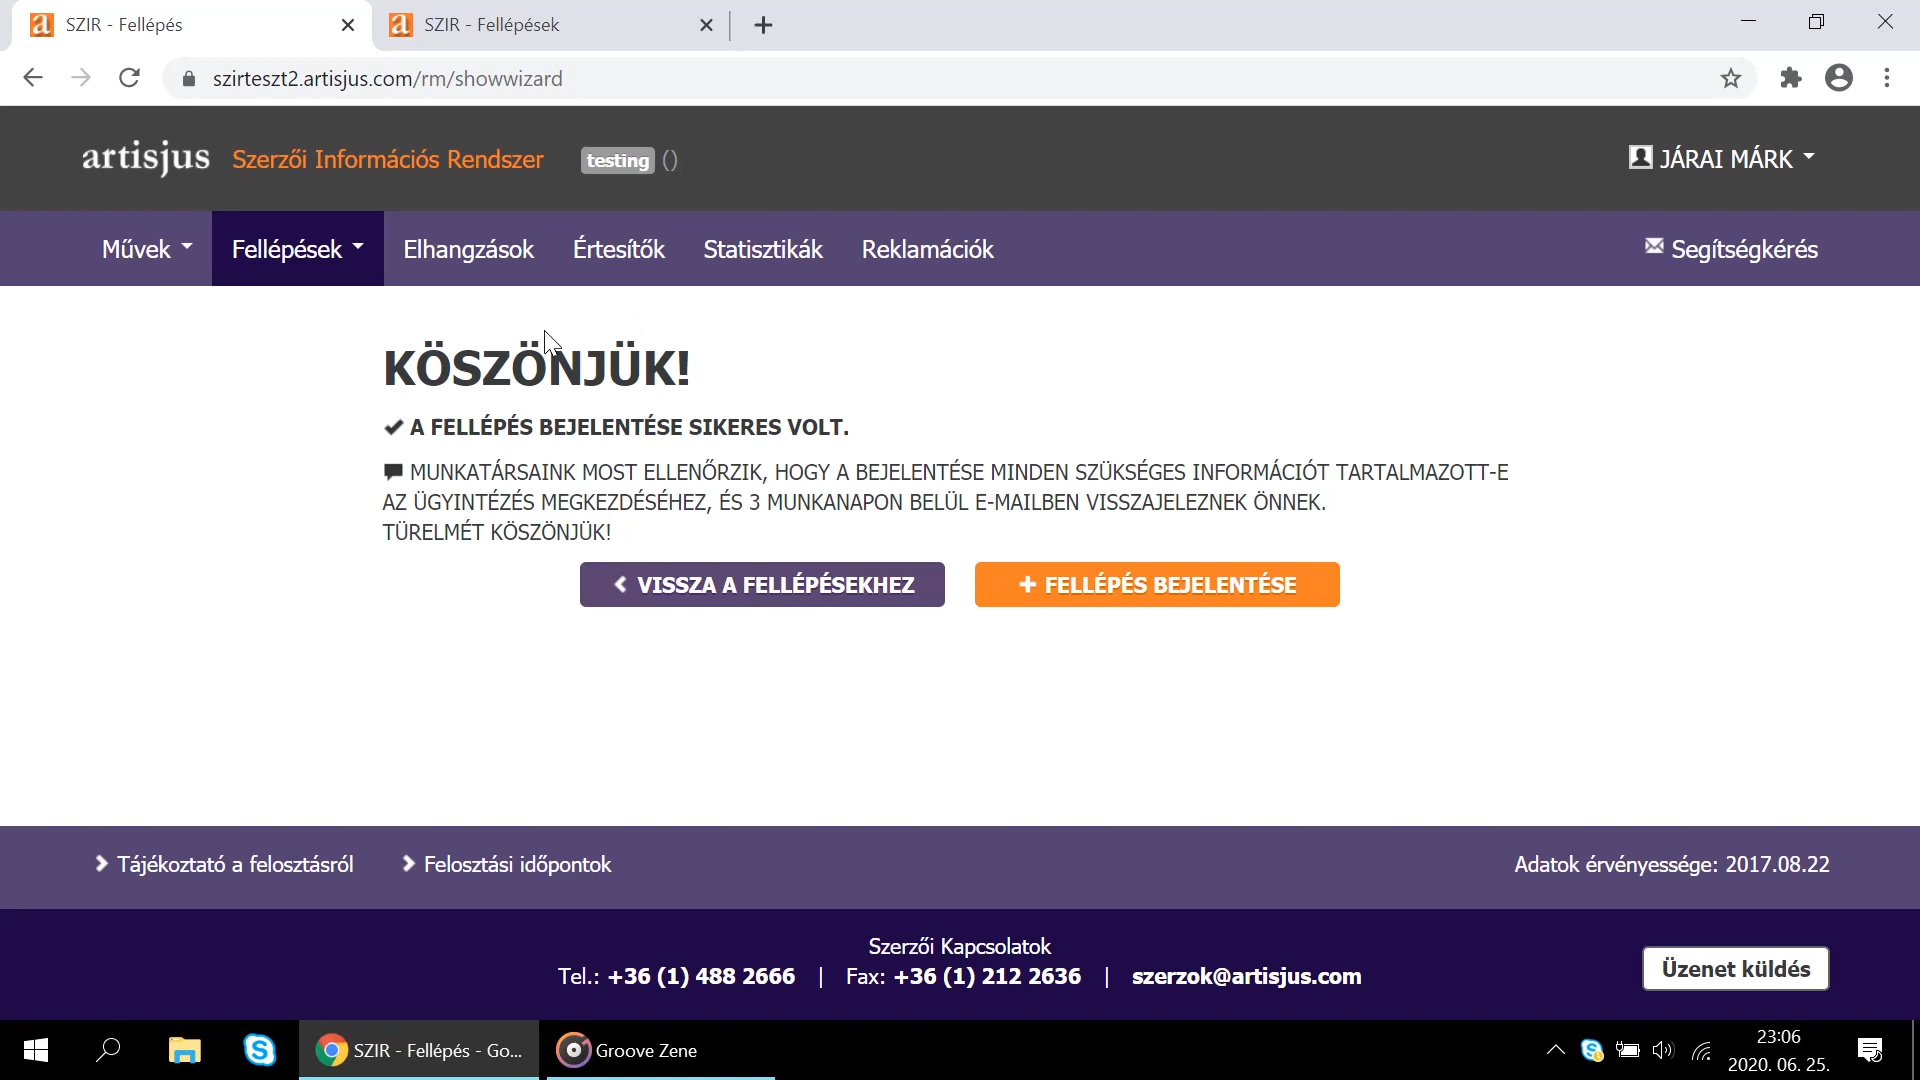 SZIR - Fellépés
SZIR - Fellépések
szirteszt2.artisjus.com/rm/showwizard
artisjus Szerzői Információs Rendszer testing ()
JÁRAI MÁRK
Művek
Fellépések
Elhangzások
Értesítők
Statisztikák
Reklamációk
Segítségkérés
KÖSZÖNJÜK!
A FELLÉPÉS BEJELENTÉSE SIKERES VOLT.
MUNKATÁRSAINK MOST ELLENŐRZIK, HOGY A BEJELENTÉSE MINDEN SZÜKSÉGES INFORMÁCIÓT TARTALMAZOTT-E
AZ ÜGYINTÉZÉS MEGKEZDÉSÉHEZ, ÉS 3 MUNKANAPON BELÜL E-MAILBEN VISSZAJELEZNEK ÖNNEK.
TÜRELMÉT KÖSZÖNJÜK!
VISSZA A FELLÉPÉSEKHEZ
FELLÉPÉS BEJELENTÉSE
Tájékoztató a felosztásról
Felosztási időpontok
Adatok érvényessége: 2017.08.22
Szerzői Kapcsolatok
Tel.: +36 (1) 488 2666 | Fax: +36 (1) 212 2636 | szerzok@artisjus.com
Üzenet küldés
SZIR - Fellépés - Go...
Groove Zene
23:06
2020. 06. 25.